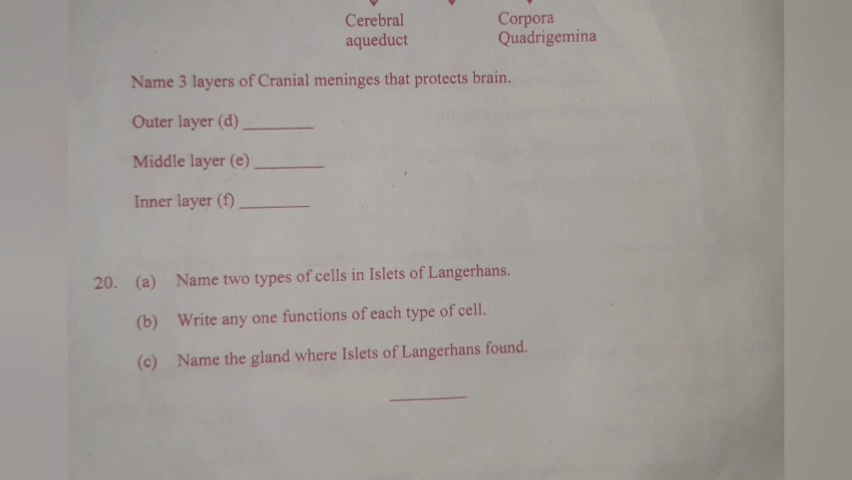 Cerebral Corpora
aqueduct Quadrigemina
Name 3 layers of Cranial meninges that protects brain.
Outer layer (d) ________
Middle layer (e) ________
Inner layer (f) ________
20. (a) Name two types of cells in Islets of Langerhans.
(b) Write any one functions of each type of cell.
(c) Name the gland where Islets of Langerhans found.